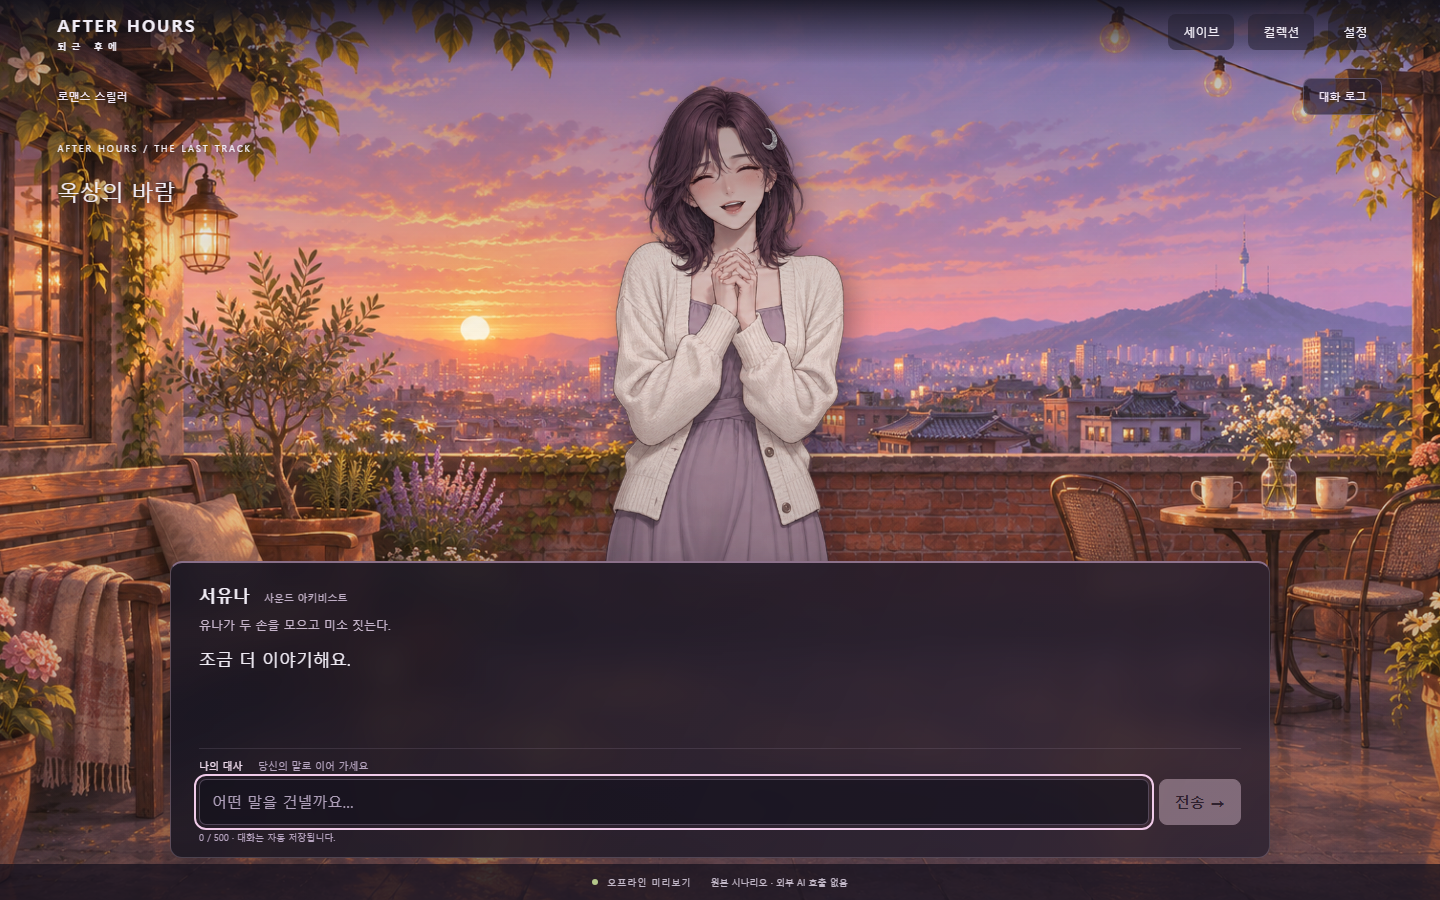 AFTER HOURS
퇴근 후에
세이브
컬렉션
설정
로맨스 스릴러
대화 로그
AFTER HOURS / THE LAST TRACK
옥상의 바람
서유나 사운드 아키비스트
유나가 두 손을 모으고 미소 짓는다.
조금 더 이야기해요.
나의 대사 당신의 말로 이어 가세요
어떤 말을 건넬까요...
전송 →
0 / 500 · 대화는 자동 저장됩니다.
오프라인 미리보기 원본 시나리오 · 외부 AI 호출 없음